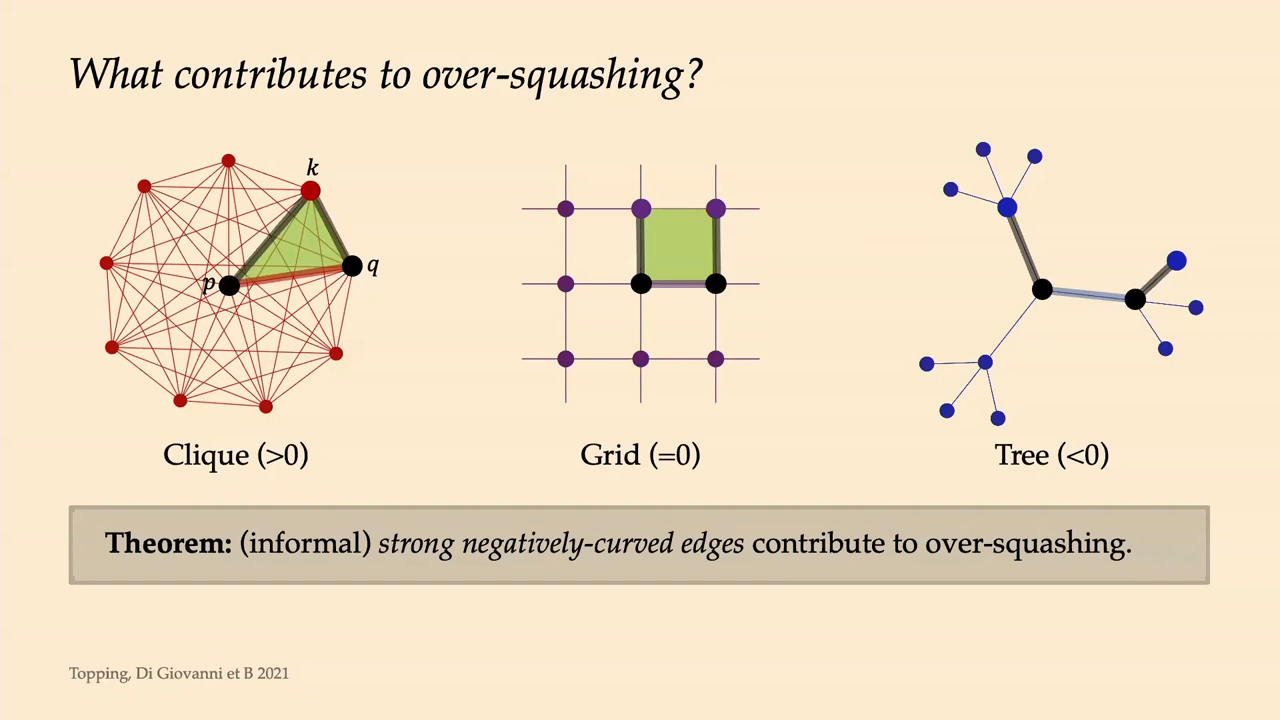 What contributes to over-squashing?
k
p
q
Clique (>0)
Grid (=0)
Tree (<0)
Theorem: (informal) strong negatively-curved edges contribute to over-squashing.
Topping, Di Giovanni et B 2021